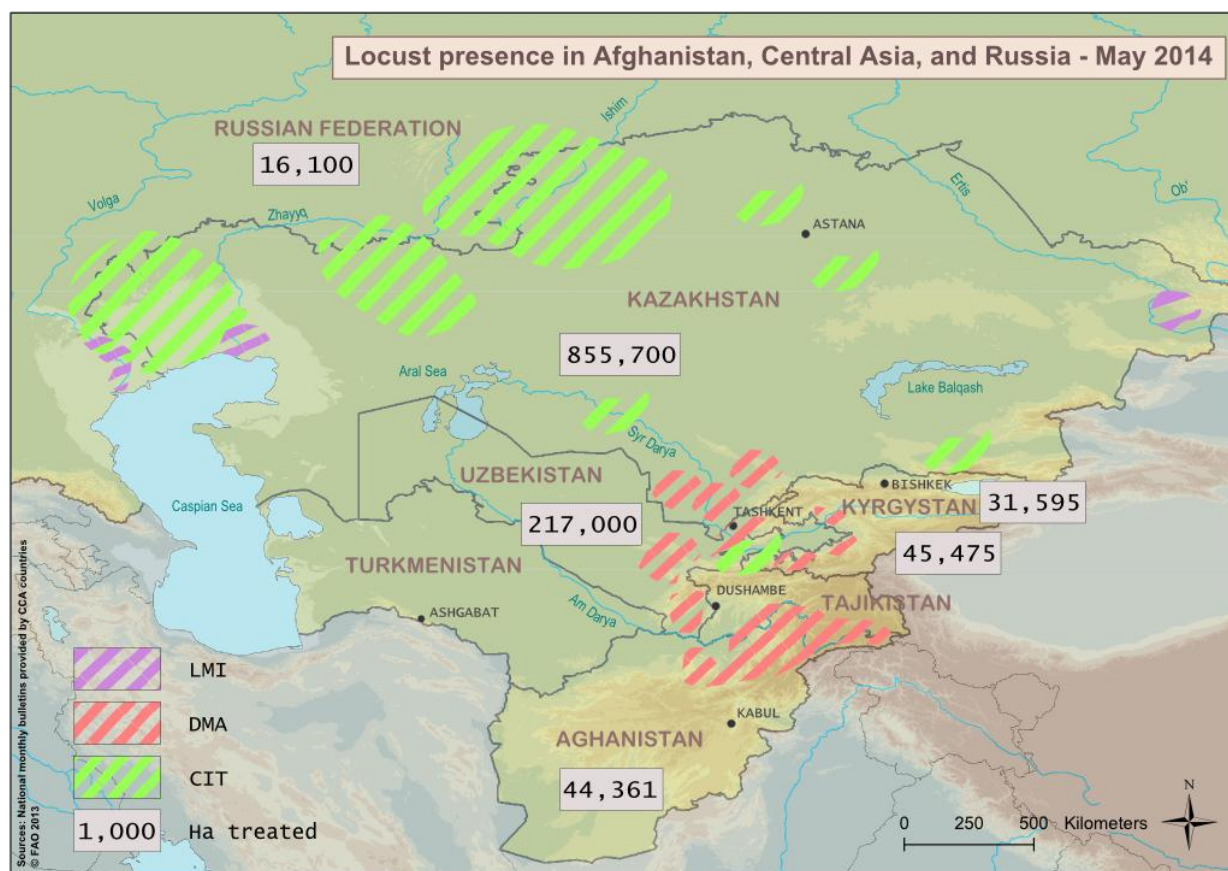 Locust presence in Afghanistan, Central Asia, and Russia - May 2014
RUSSIAN FEDERATION
16,100
Ishim
Volga
Zhayyq
Ertis
Ob'
ASTANA
KAZAKHSTAN
855,700
Aral Sea
Lake Balqash
Syr Darya
UZBEKISTAN
BISHKEK
Caspian Sea
217,000
TASHKENT
KYRGYSTAN
31,595
45,475
TURKMENISTAN
DUSHAMBE
TAJIKISTAN
ASHGABAT
Am Darya
KABUL
AGHANISTAN
44,361
LMI
DMA
CIT
1,000 Ha treated
0 250 500 Kilometers
N
Sources: National monthly bulletins provided by CCA countries
© FAO 2013